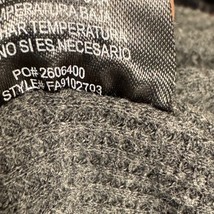 TEMPERATURA BAJA
HAR TEMPERATURA
NO SI ES NECESARIO
PO# 2606400
STYLE# FA9102703